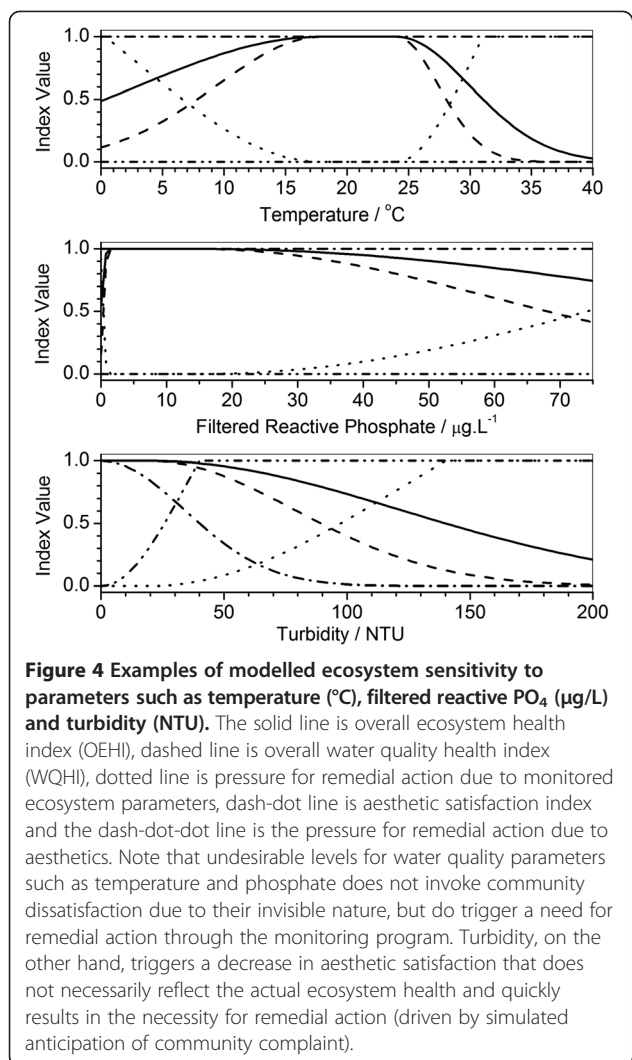 1.0
0.5
0.0
Index Value
0 5 10 15 20 25 30 35 40
Temperature / °C
1.0
0.5
0.0
Index Value
0 10 20 30 40 50 60 70
Filtered Reactive Phosphate / µg.L⁻¹
1.0
0.5
0.0
Index Value
0 50 100 150 200
Turbidity / NTU
Figure 4 Examples of modelled ecosystem sensitivity to
parameters such as temperature (°C), filtered reactive PO₄ (µg/L)
and turbidity (NTU). The solid line is overall ecosystem health
index (OEHI), dashed line is overall water quality health index
(WQHI), dotted line is pressure for remedial action due to monitored
ecosystem parameters, dash-dot line is aesthetic satisfaction index
and the dash-dot-dot line is the pressure for remedial action due to
aesthetics. Note that undesirable levels for water quality parameters
such as temperature and phosphate does not invoke community
dissatisfaction due to their invisible nature, but do trigger a need for
remedial action through the monitoring program. Turbidity, on the
other hand, triggers a decrease in aesthetic satisfaction that does
not necessarily reflect the actual ecosystem health and quickly
results in the necessity for remedial action (driven by simulated
anticipation of community complaint).